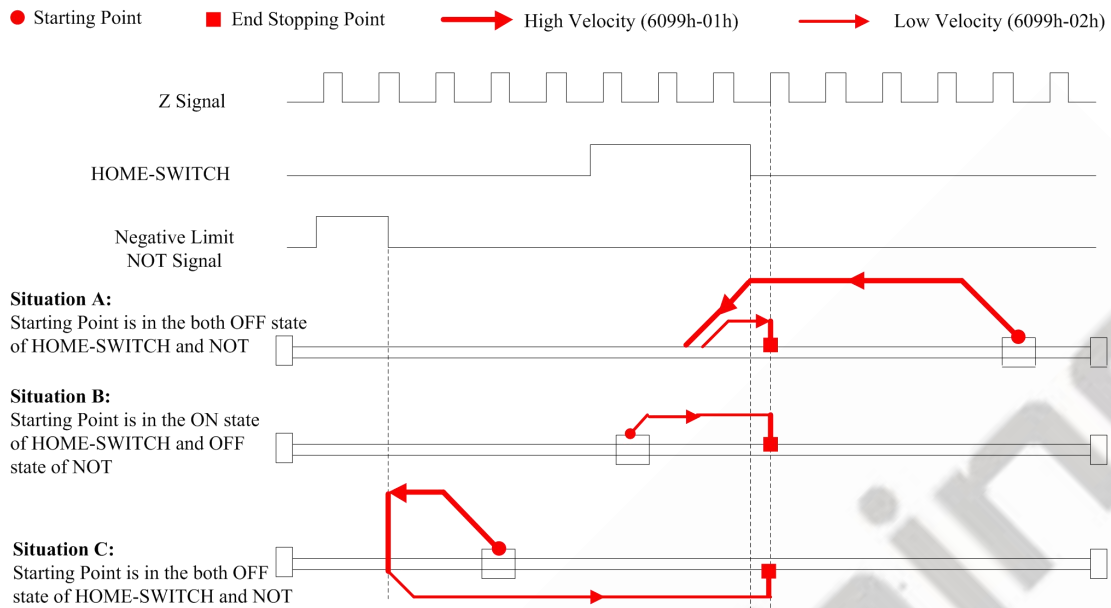 Starting Point
End Stopping Point
High Velocity (6099h-01h)
Low Velocity (6099h-02h)
Z Signal
HOME-SWITCH
Negative Limit
NOT Signal
Situation A:
Starting Point is in the both OFF state
of HOME-SWITCH and NOT
Situation B:
Starting Point is in the ON state
of HOME-SWITCH and OFF
state of NOT
Situation C:
Starting Point is in the both OFF
state of HOME-SWITCH and NOT